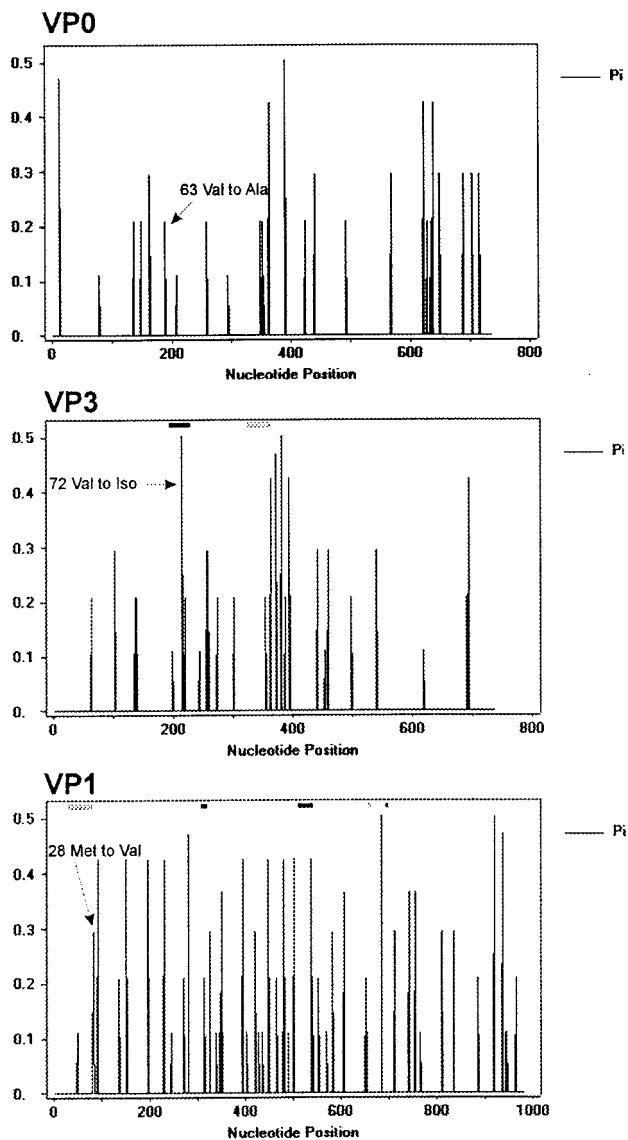 VP0
0.5
0.4
0.3
0.2
0.1
0.
63 Val to Ala
Pi
0 200 400 600 800
Nucleotide Position
VP3
0.5
0.4
0.3
0.2
0.1
0.
72 Val to Iso
Pi
0 200 400 600 800
Nucleotide Position
VP1
0.5
0.4
0.3
0.2
0.1
0.
28 Met to Val
Pi
0 200 400 600 800 1000
Nucleotide Position